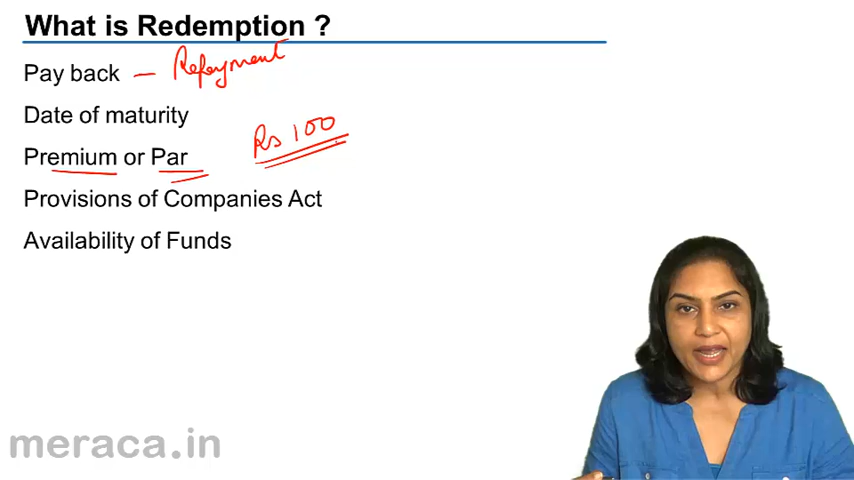 What is Redemption ?
Pay back — Repayment
Date of maturity
Rs 100
Premium or Par
Provisions of Companies Act
Availability of Funds
meraca.in